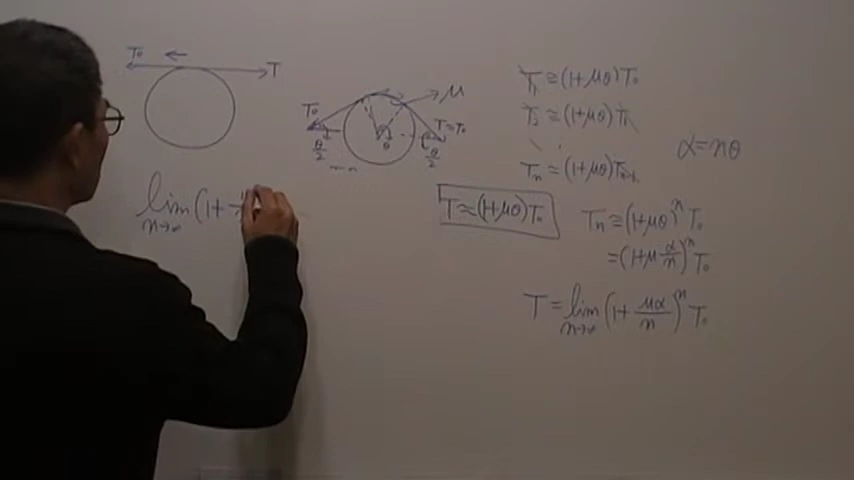 T₀ ← T
T₀ μ T≃T₀
θ/2 θ θ/2
lim n→∞ (1+
T₁ ≅ (1+μθ)T₀
T₂ ≅ (1+μθ)T₁
Tₙ ≃ (1+μθ)Tₙ₋₁
α=nθ
T≃(1+μθ)T₀
Tₙ ≅ (1+μθ)ⁿ T₀
=(1+μ α/n)ⁿ T₀
T = lim n→∞ (1+ μα/n)ⁿ T₀